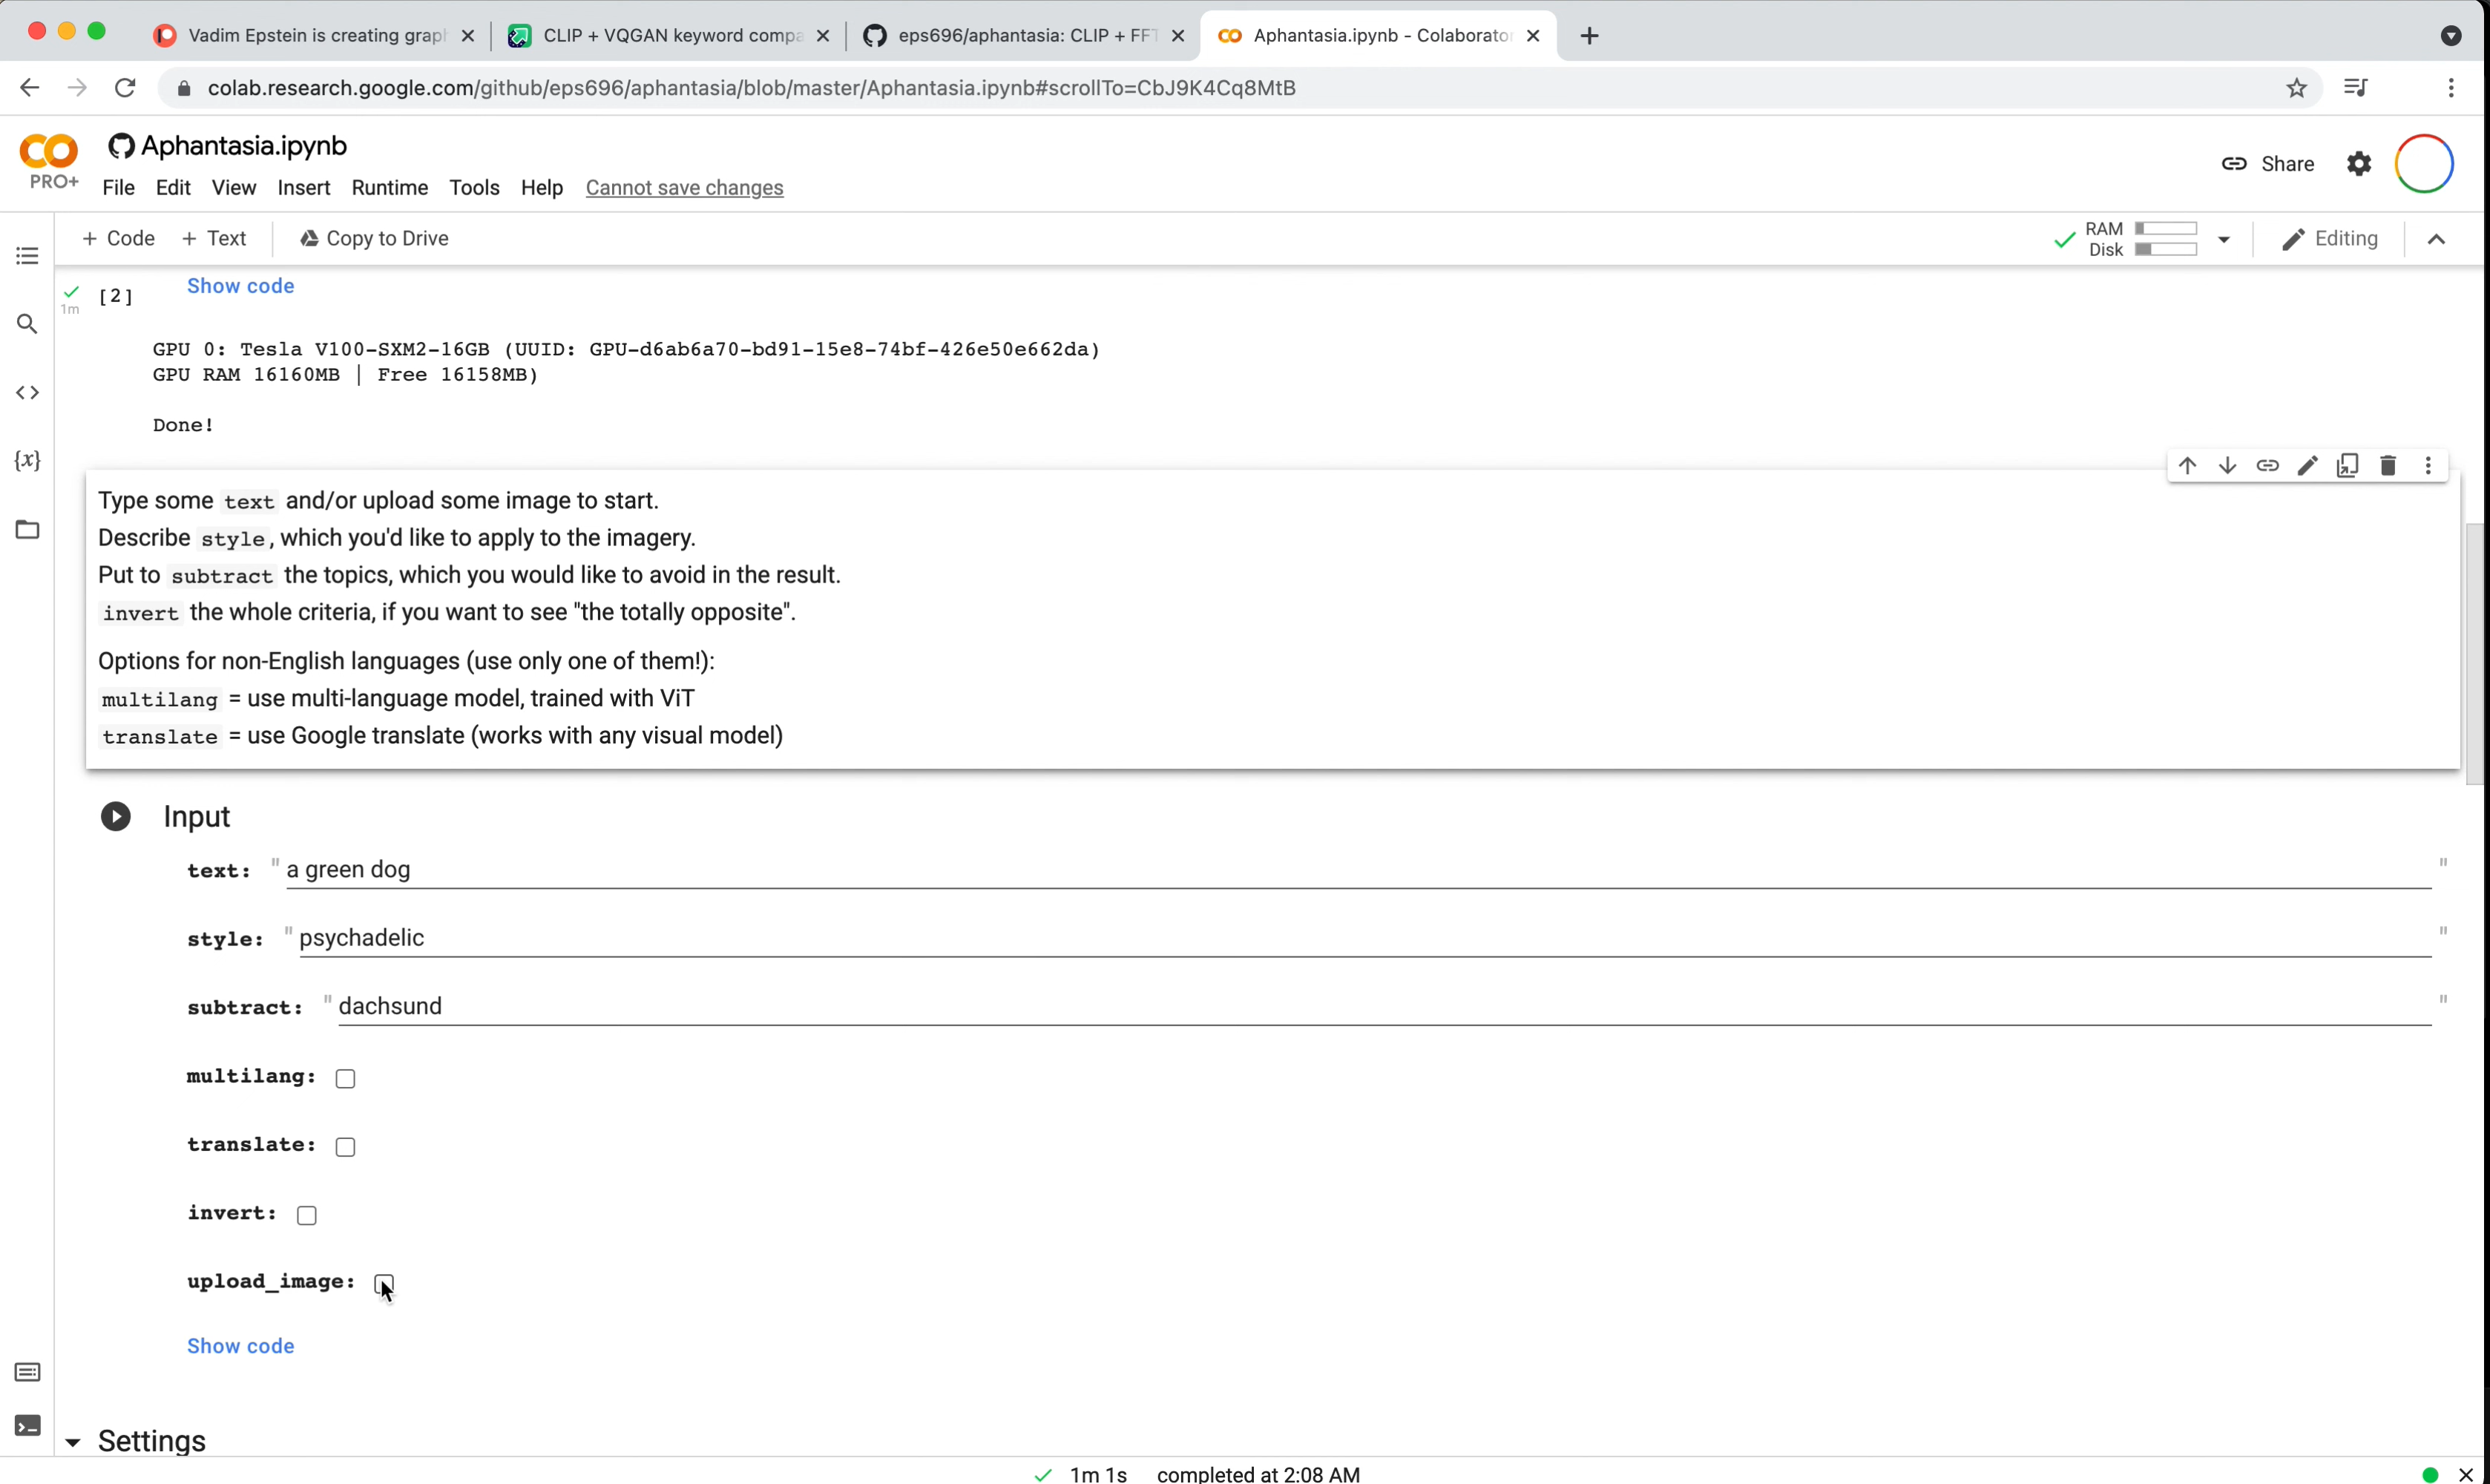 Vadim Epstein is creating grap
CLIP + VQGAN keyword compa
eps696/aphantasia: CLIP + FFT
Aphantasia.ipynb - Colaborator
colab.research.google.com/github/eps696/aphantasia/blob/master/Aphantasia.ipynb#scrollTo=CbJ9K4Cq8MtB
CO
PRO+
Aphantasia.ipynb
File Edit View Insert Runtime Tools Help Cannot save changes
Share
+ Code + Text Copy to Drive
RAM
Disk
Editing
[2]
1m
Show code
GPU 0: Tesla V100-SXM2-16GB (UUID: GPU-d6ab6a70-bd91-15e8-74bf-426e50e662da)
GPU RAM 16160MB | Free 16158MB)
Done!
{x}
Type some text and/or upload some image to start.
Describe style, which you'd like to apply to the imagery.
Put to subtract the topics, which you would like to avoid in the result.
invert the whole criteria, if you want to see "the totally opposite".
Options for non-English languages (use only one of them!):
multilang = use multi-language model, trained with ViT
translate = use Google translate (works with any visual model)
Input
text: "a green dog"
style: "psychadelic"
subtract: "dachsund"
multilang:
translate:
invert:
upload_image:
Show code
Settings
1m 1s completed at 2:08 AM